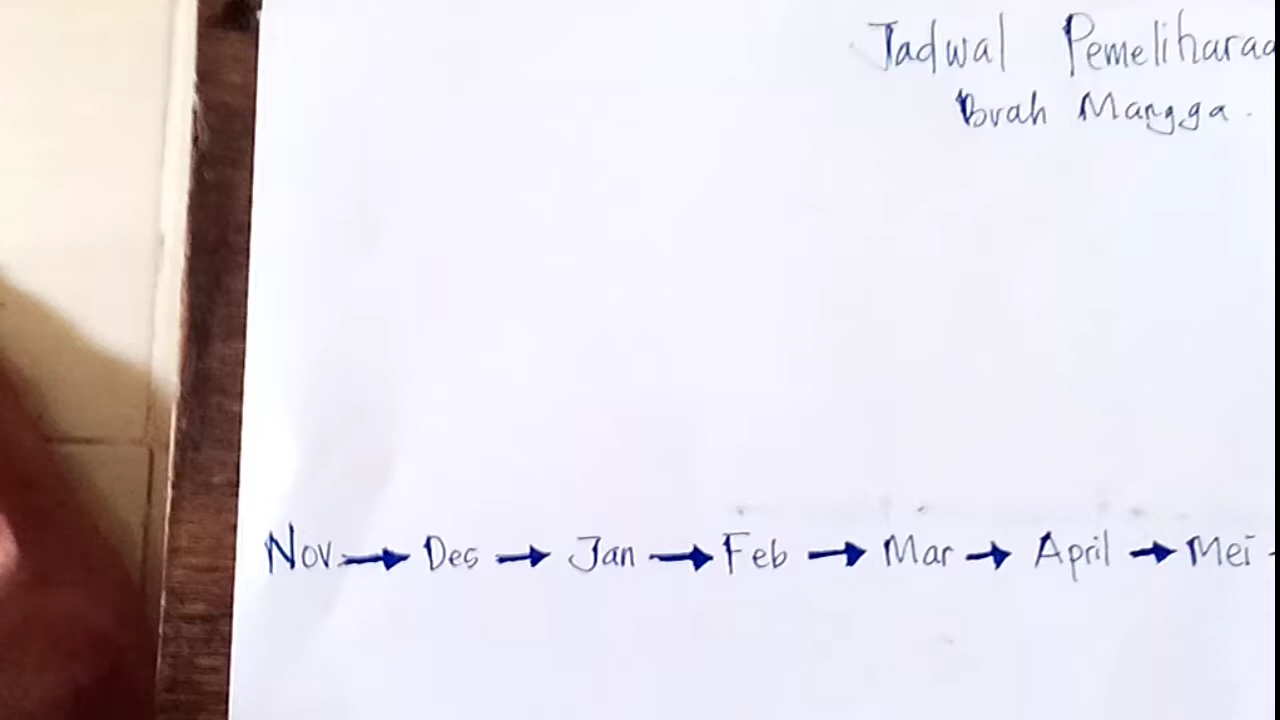 Jadwal Pemeliharaa
Buah Mangga.
Nov → Des → Jan → Feb → Mar → April → Mei